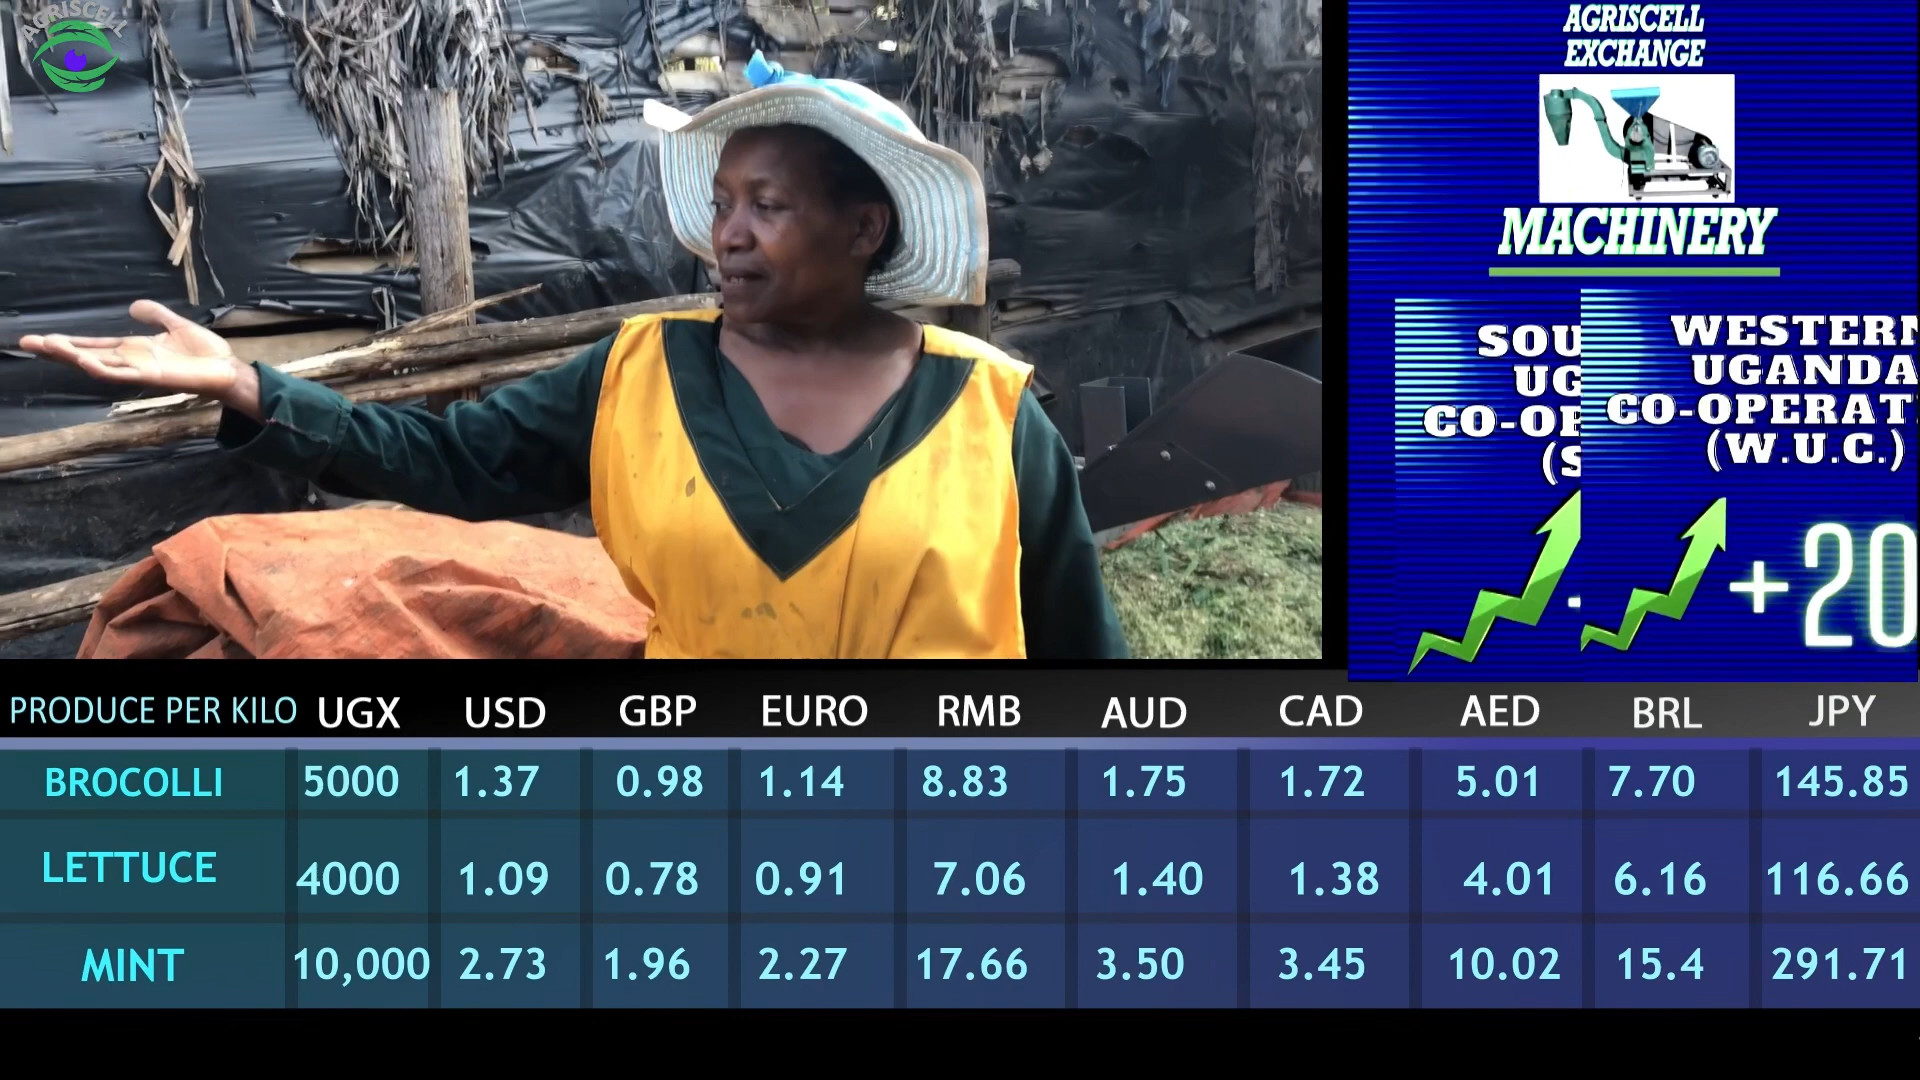 AGRISCELL
AGRISCELL
EXCHANGE
MACHINERY
SOU
UG
CO-OP
(S
WESTERN
UGANDA
CO-OPERAT
(W.U.C.)
+20
PRODUCE PER KILO UGX USD GBP EURO RMB AUD CAD AED BRL JPY
BROCOLLI 5000 1.37 0.98 1.14 8.83 1.75 1.72 5.01 7.70 145.85
LETTUCE 4000 1.09 0.78 0.91 7.06 1.40 1.38 4.01 6.16 116.66
MINT 10,000 2.73 1.96 2.27 17.66 3.50 3.45 10.02 15.4 291.71